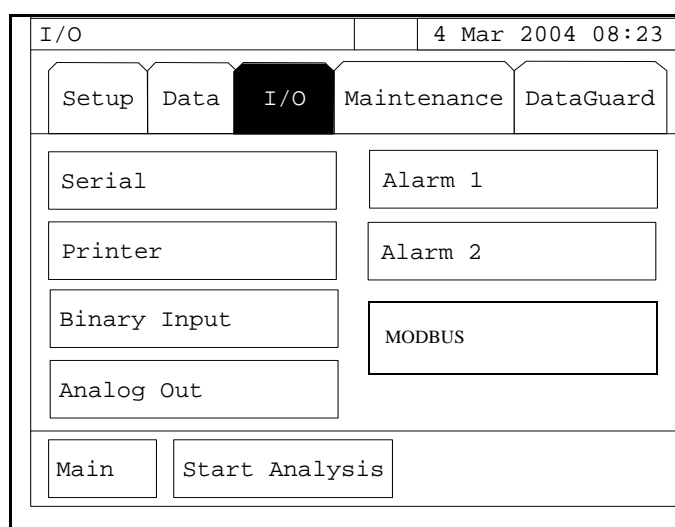 I/O 4 Mar 2004 08:23
Setup Data I/O Maintenance DataGuard
Serial Alarm 1
Printer Alarm 2
Binary Input MODBUS
Analog Out
Main Start Analysis